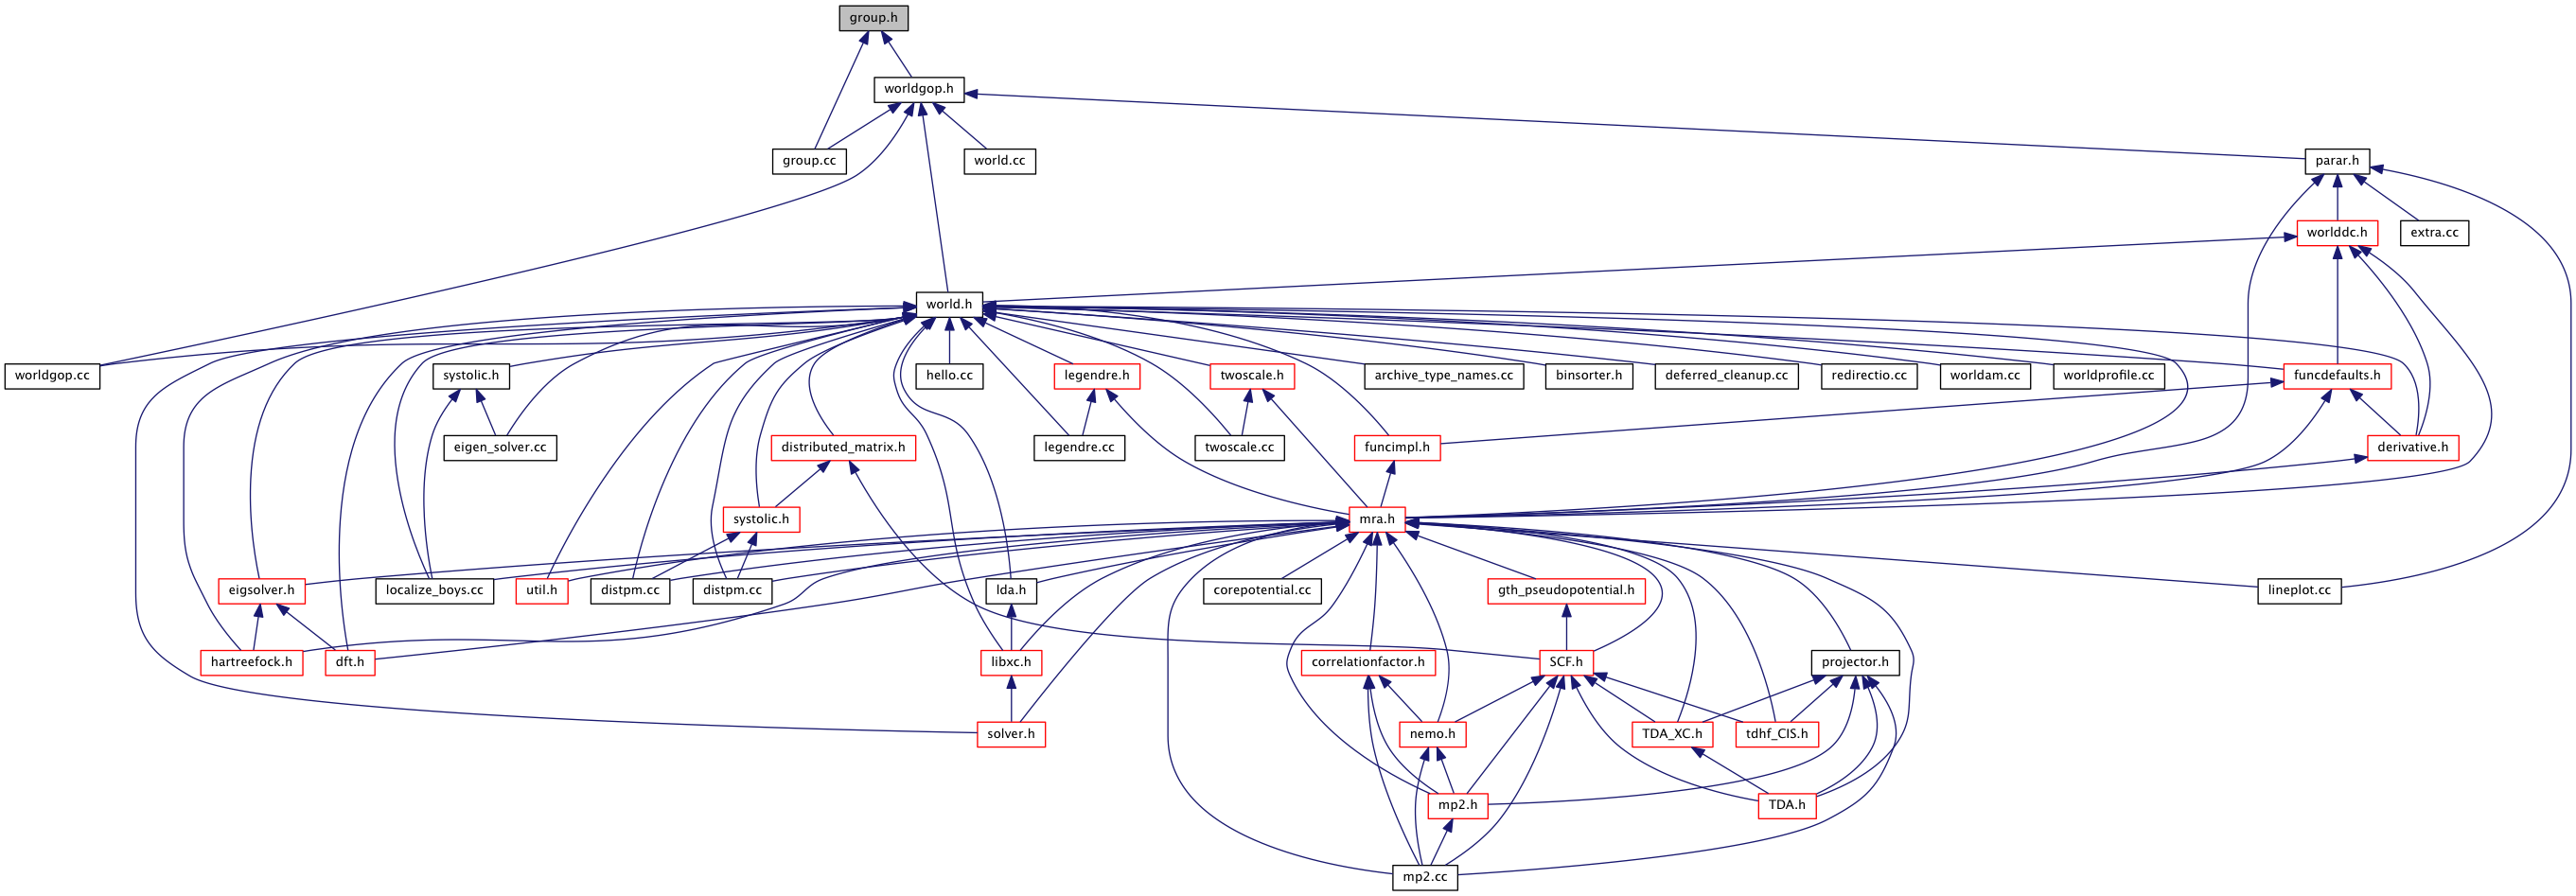 group.h
worldgop.h
group.cc
world.cc
parar.h
worlddc.h
extra.cc
world.h
worldgop.cc
systolic.h
hello.cc
legendre.h
twoscale.h
archive_type_names.cc
binsorter.h
deferred_cleanup.cc
redirectio.cc
worldam.cc
worldprofile.cc
funcdefaults.h
eigen_solver.cc
distributed_matrix.h
legendre.cc
twoscale.cc
funcimpl.h
derivative.h
systolic.h
mra.h
eigsolver.h
localize_boys.cc
util.h
distpm.cc
distpm.cc
lda.h
corepotential.cc
gth_pseudopotential.h
lineplot.cc
hartreefock.h
dft.h
libxc.h
correlationfactor.h
SCF.h
projector.h
solver.h
nemo.h
TDA_XC.h
tdhf_CIS.h
mp2.h
TDA.h
mp2.cc